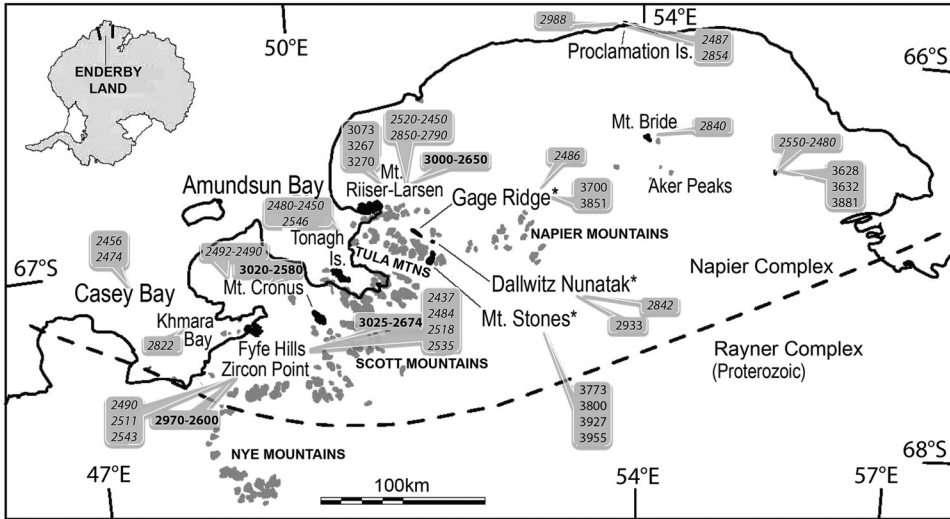 54°E
2988
50°E
Proclamation Is.
2487
2854
66°S
ENDERBY
LAND
2520-2450
2850-2790
Mt. Bride
2840
2550-2480
3073
3267
3270
3000-2650
2486
3628
3632
3881
Mt.
Riiser-Larsen
Amundsun Bay
Gage Ridge*
3700
3851
Aker Peaks
2480-2450
2546
NAPIER MOUNTAINS
2456
2474
Tonagh
Is.
TULA MTNS
2492-2490
3020-2580
67°S
Napier Complex
Casey Bay
Mt. Cronus
Dallwitz Nunatak*
2437
2484
2518
2535
2842
2933
Khmara
Bay
3025-2674
Mt. Stones*
2822
Fyfe Hills
Zircon Point
SCOTT MOUNTAINS
Rayner Complex
(Proterozoic)
3773
3800
3927
3955
2490
2511
2543
2970-2600
NYE MOUNTAINS
68°S
47°E
100km
54°E
57°E